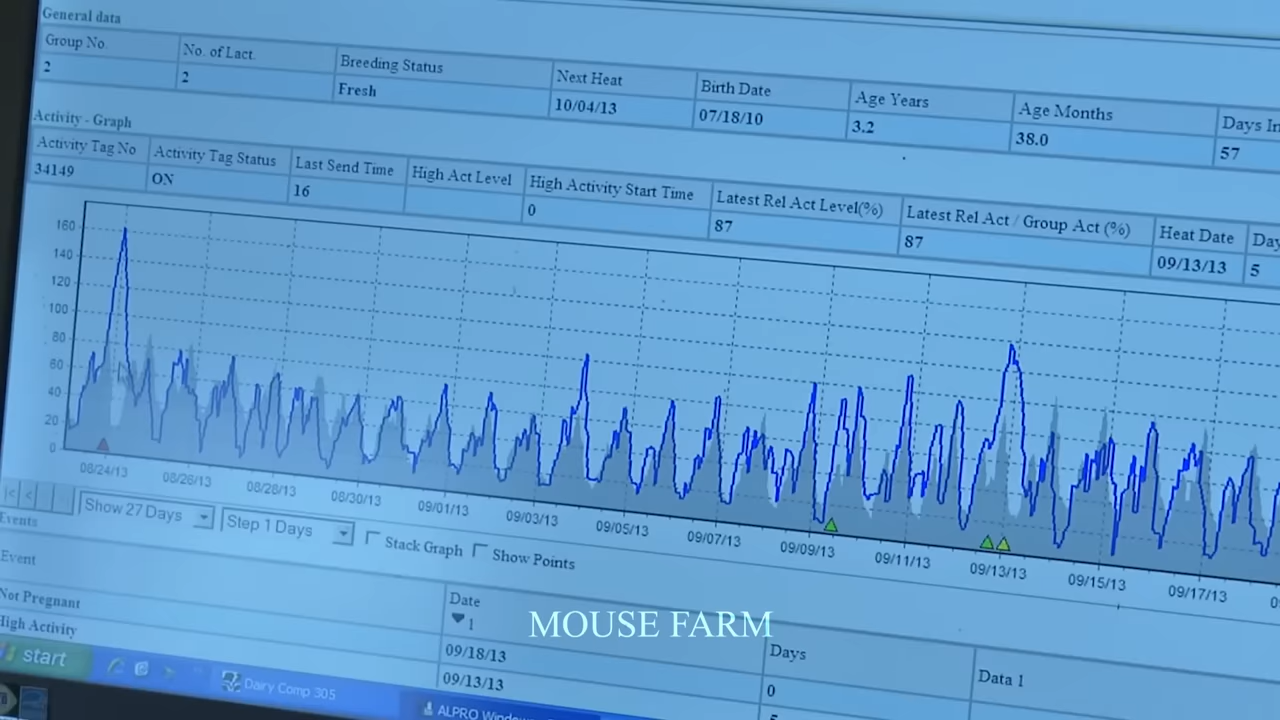 General data
Group No. No. of Lact. Breeding Status Next Heat Birth Date Age Years Age Months Days In
2 2 Fresh 10/04/13 07/18/10 3.2 38.0 57
Activity - Graph
Activity Tag No Activity Tag Status Last Send Time High Act Level High Activity Start Time Latest Rel Act Level(%) Latest Rel Act / Group Act (%) Heat Date Day
34149 ON 16 0 87 87 09/13/13 5
160
140
120
100
80
60
40
20
0
08/24/13 08/26/13 08/28/13 08/30/13 09/01/13 09/03/13 09/05/13 09/07/13 09/09/13 09/11/13 09/13/13 09/15/13 09/17/13
Show 27 Days Step 1 Days Stack Graph Show Points
Events
Event Date Days Data 1
1
Not Pregnant 09/18/13 0
High Activity 09/13/13 5
MOUSE FARM
start Dairy Comp 305 ALPRO Window